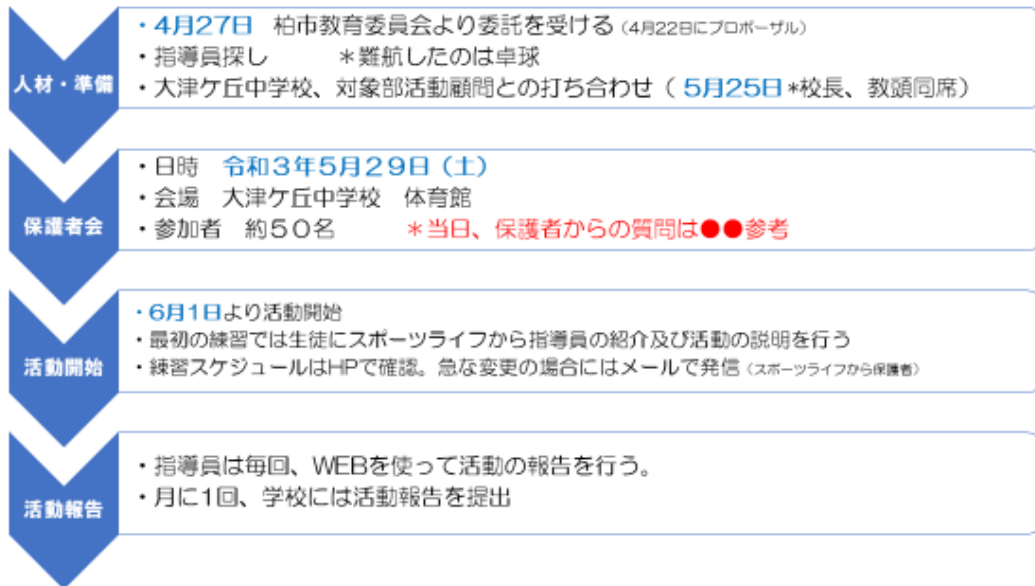 人材・準備
・4月27日 柏市教育委員会より委託を受ける（4月22日にプロポーザル）
・指導員探し ＊難航したのは卓球
・大津ケ丘中学校、対象部活動顧問との打ち合わせ（ 5月25日*校長、教頭同席）
保護者会
・日時 令和３年５月２９日（土）
・会場 大津ケ丘中学校 体育館
・参加者 約５０名 ＊当日、保護者からの質問は●●参考
活動開始
・6月1日より活動開始
・最初の練習では生徒にスポーツライフから指導員の紹介及び活動の説明を行う
・練習スケジュールはHPで確認。急な変更の場合にはメールで発信（スポーツライフから保護者）
活動報告
・指導員は毎回、WEBを使って活動の報告を行う。
・月に1回、学校には活動報告を提出